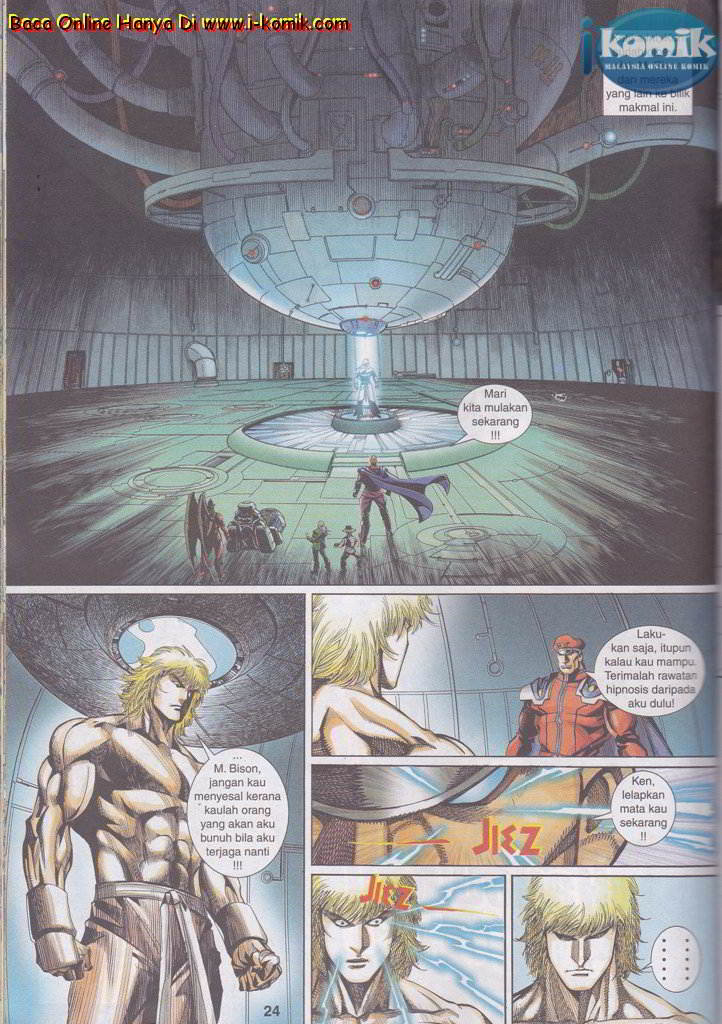 Baca Online Hanya Di www.i-komik.com
ikomik
MALAYSIA ONLINE KOMIK
dan mereka
yang lain ke bilik
makmal ini.
Mari
kita mulakan
sekarang
!!!
...
M. Bison,
jangan kau
menyesal kerana
kaulah orang
yang akan aku
bunuh bila aku
terjaga nanti
!!!
Laku-
kan saja, itupun
kalau kau mampu.
Terimalah rawatan
hipnosis daripada
aku dulu!
Ken,
lelapkan
mata kau
sekarang
!!
JIEZ
JIEZ
24